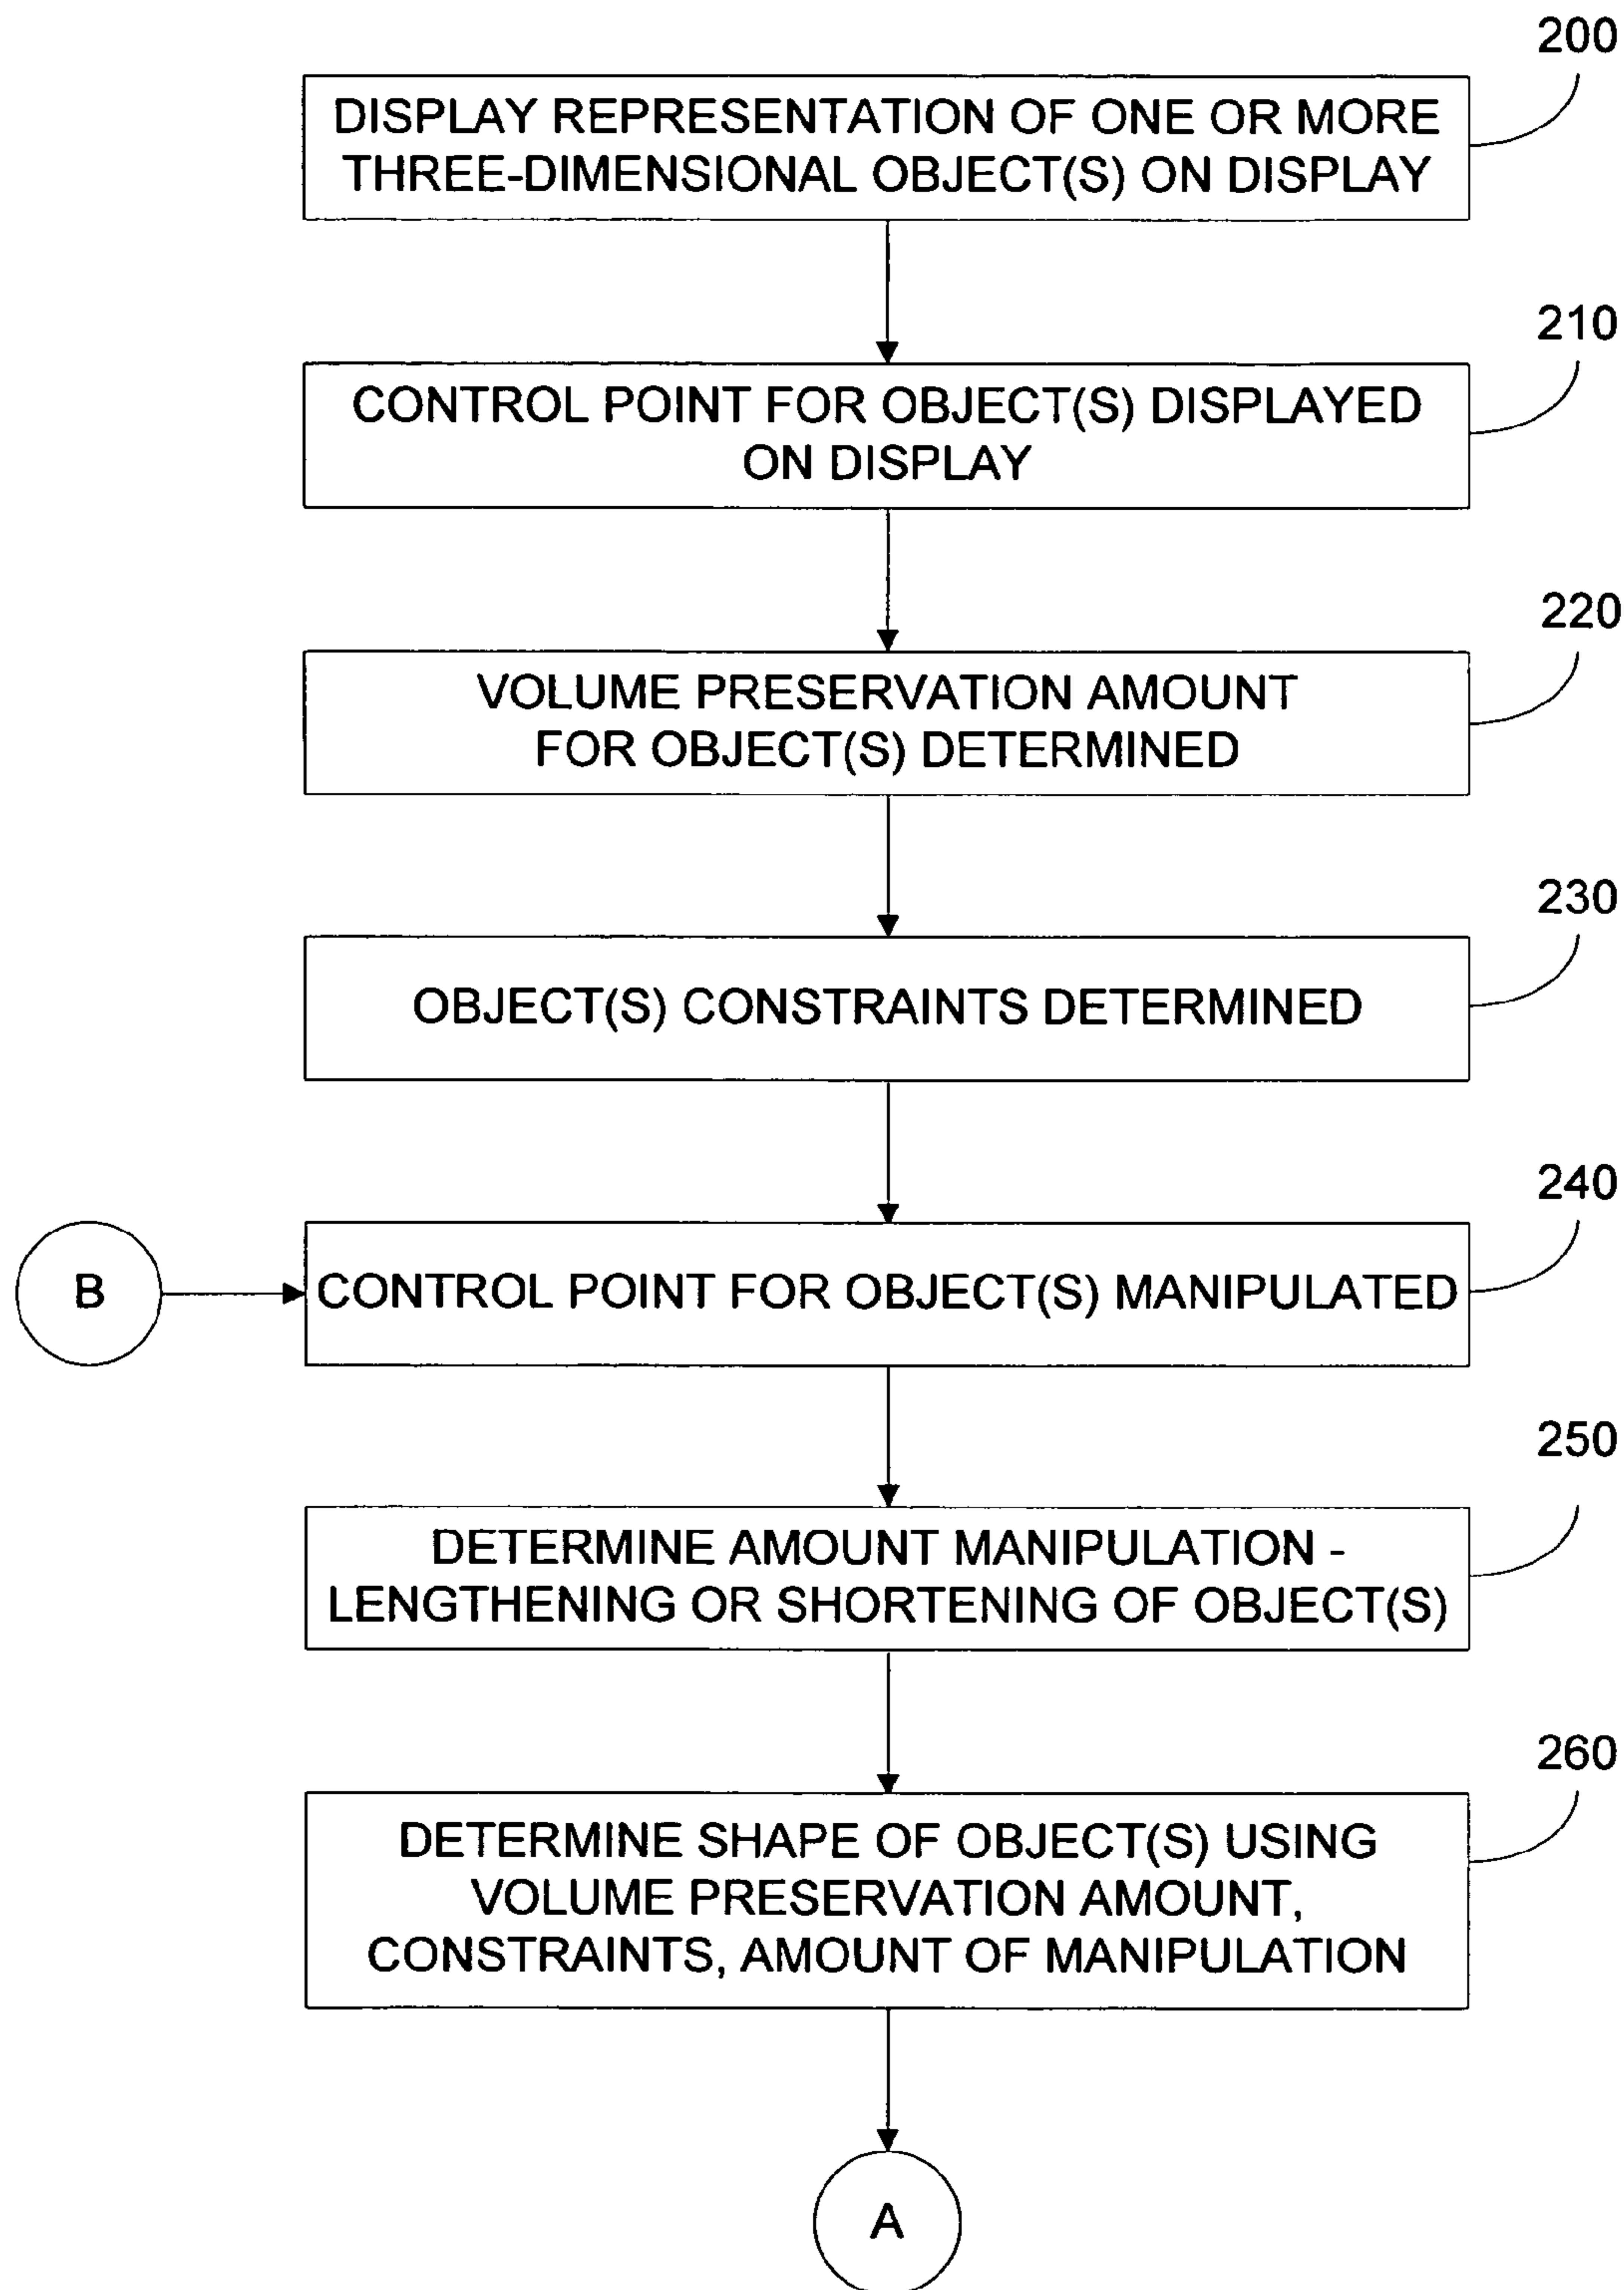 200
DISPLAY REPRESENTATION OF ONE OR MORE
THREE-DIMENSIONAL OBJECT(S) ON DISPLAY
210
CONTROL POINT FOR OBJECT(S) DISPLAYED
ON DISPLAY
220
VOLUME PRESERVATION AMOUNT
FOR OBJECT(S) DETERMINED
230
OBJECT(S) CONSTRAINTS DETERMINED
240
B
CONTROL POINT FOR OBJECT(S) MANIPULATED
250
DETERMINE AMOUNT MANIPULATION -
LENGTHENING OR SHORTENING OF OBJECT(S)
260
DETERMINE SHAPE OF OBJECT(S) USING
VOLUME PRESERVATION AMOUNT,
CONSTRAINTS, AMOUNT OF MANIPULATION
A